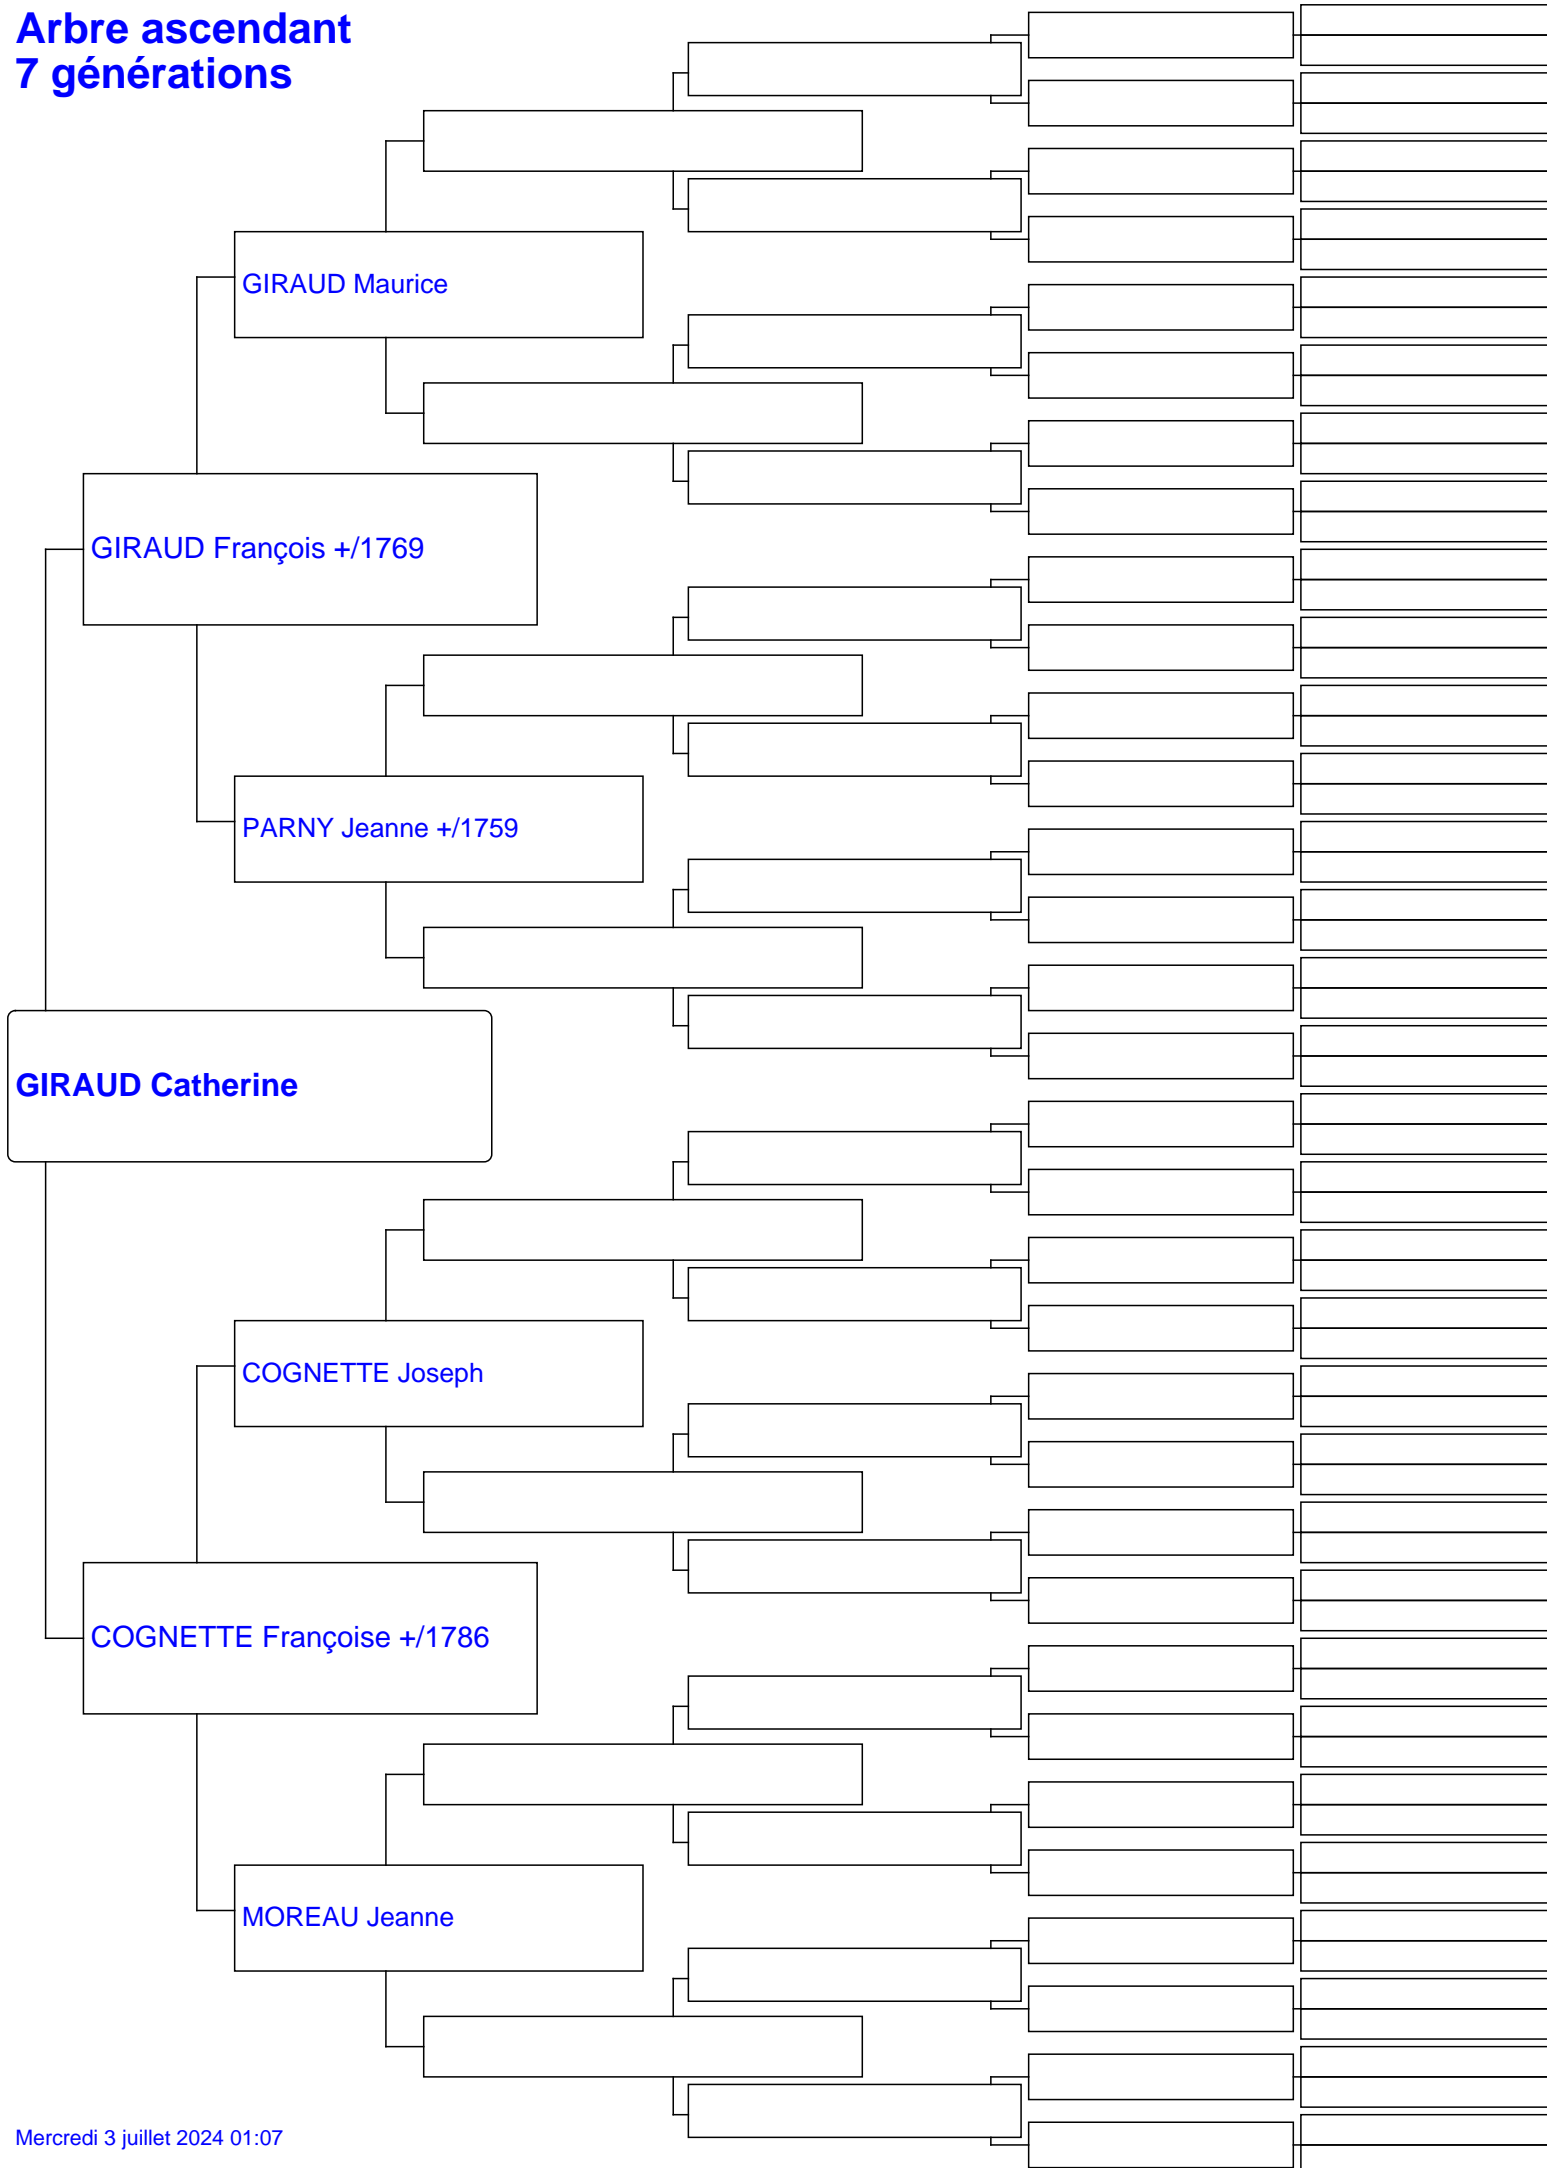 Arbre ascendant
7 générations
GIRAUD Maurice
GIRAUD François +/1769
PARNY Jeanne +/1759
GIRAUD Catherine
COGNETTE Joseph
COGNETTE Françoise +/1786
MOREAU Jeanne
Mercredi 3 juillet 2024 01:07